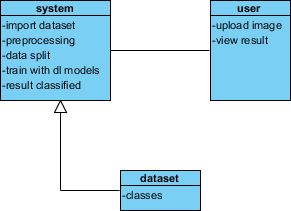 system
-import dataset
-preprocessing
-data split
-train with dl models
-result classified
user
-upload image
-view result
dataset
-classes